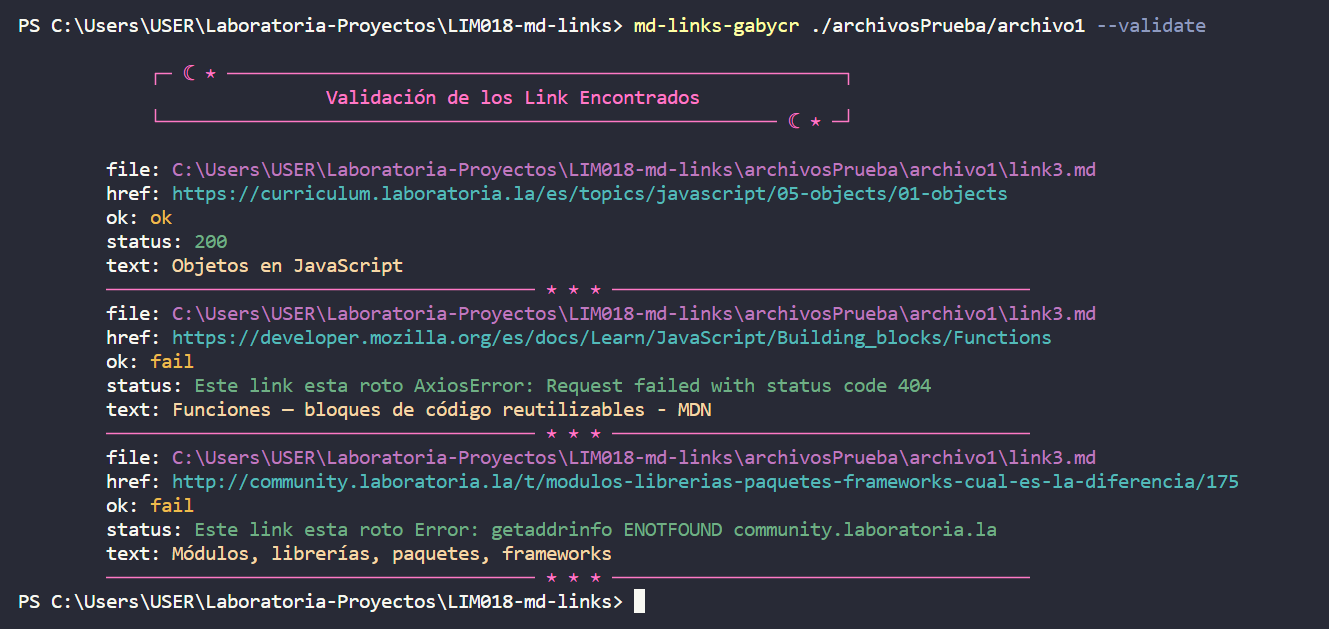 PS C:\Users\USER\Laboratoria-Proyectos\LIM018-md-links> md-links-gabycr ./archivosPrueba/archivo1 --validate
Validación de los Link Encontrados
file: C:\Users\USER\Laboratoria-Proyectos\LIM018-md-links\archivosPrueba\archivo1\link3.md
href: https://curriculum.laboratoria.la/es/topics/javascript/05-objects/01-objects
ok: ok
status: 200
text: Objetos en JavaScript
★ ★ ★
file: C:\Users\USER\Laboratoria-Proyectos\LIM018-md-links\archivosPrueba\archivo1\link3.md
href: https://developer.mozilla.org/es/docs/Learn/JavaScript/Building_blocks/Functions
ok: fail
status: Este link esta roto AxiosError: Request failed with status code 404
text: Funciones — bloques de código reutilizables - MDN
★ ★ ★
file: C:\Users\USER\Laboratoria-Proyectos\LIM018-md-links\archivosPrueba\archivo1\link3.md
href: http://community.laboratoria.la/t/modulos-librerias-paquetes-frameworks-cual-es-la-diferencia/175
ok: fail
status: Este link esta roto Error: getaddrinfo ENOTFOUND community.laboratoria.la
text: Módulos, librerías, paquetes, frameworks
★ ★ ★
PS C:\Users\USER\Laboratoria-Proyectos\LIM018-md-links>